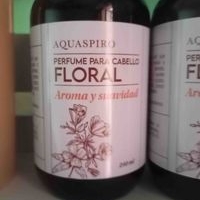 AQUASPIRO
PERFUME PARA CABELLO
FLORAL
Aroma y suavidad